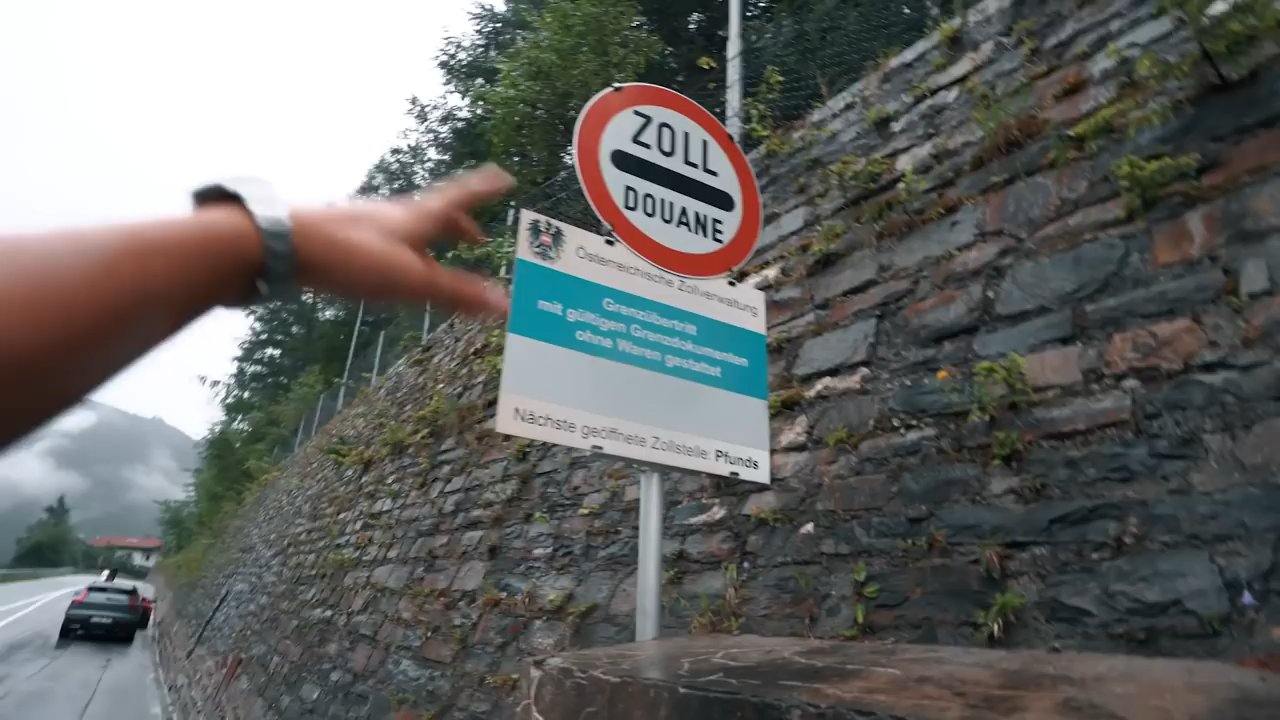 ZOLL
DOUANE
Österreichische Zollverwaltung
Grenzübertritt
mit gültigen Grenzdokumenten
ohne Waren gestattet
Nächste geöffnete Zollstelle: Pfunds